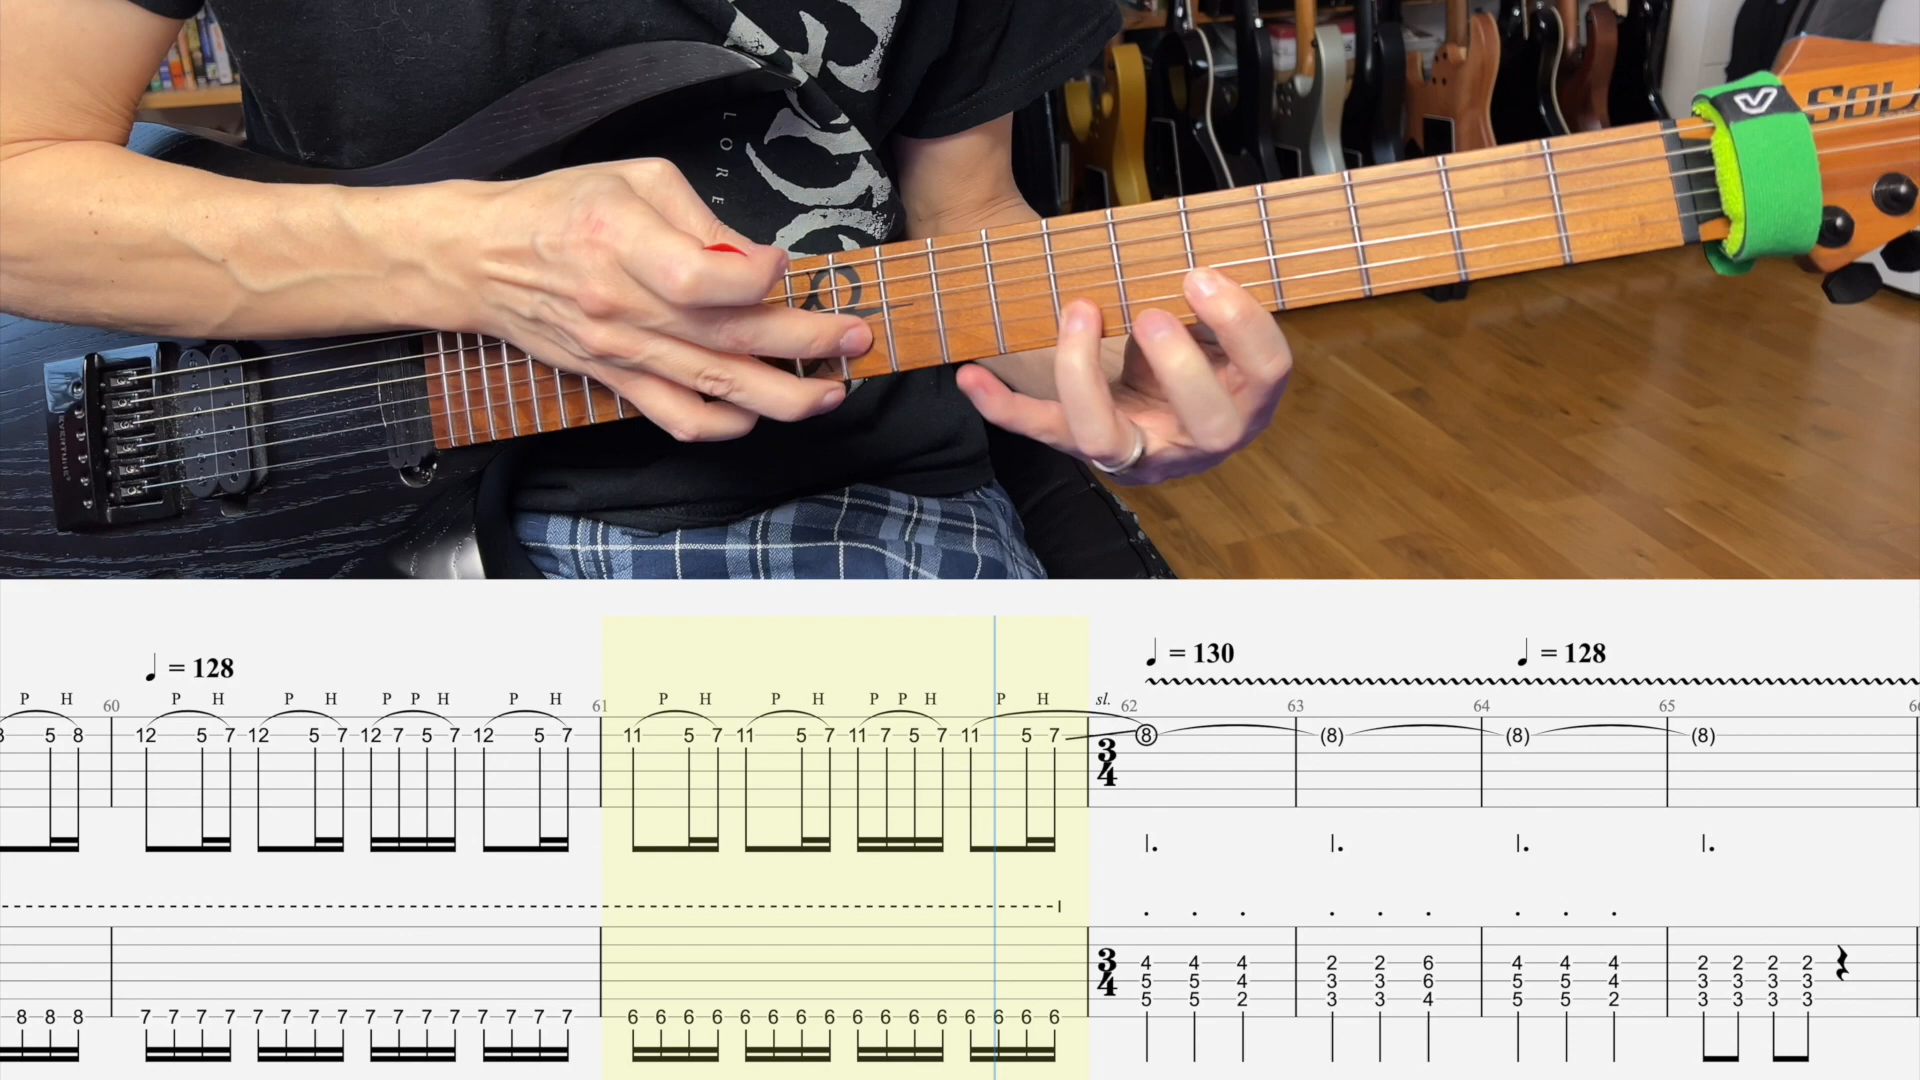 LORE
SOL
EVERTUNE
♩ = 128
♩ = 130
♩ = 128
P H 60 P H P H P P H P H 61 P H P H P P H P H sl. 62 63 64 65
5 8 12 5 7 12 5 7 12 7 5 7 12 5 7 11 5 7 11 5 7 11 7 5 7 11 5 7 8 (8) (8) (8)
3
4
3 4 4 4 2 2 6 4 4 4 2 2 2 2
4 5 5 4 3 3 6 5 5 4 3 3 3 3
5 5 2 3 3 4 5 5 2 3 3 3 3
8 8 8 7 7 7 7 7 7 7 7 7 7 7 7 7 7 7 7 6 6 6 6 6 6 6 6 6 6 6 6 6 6 6 6